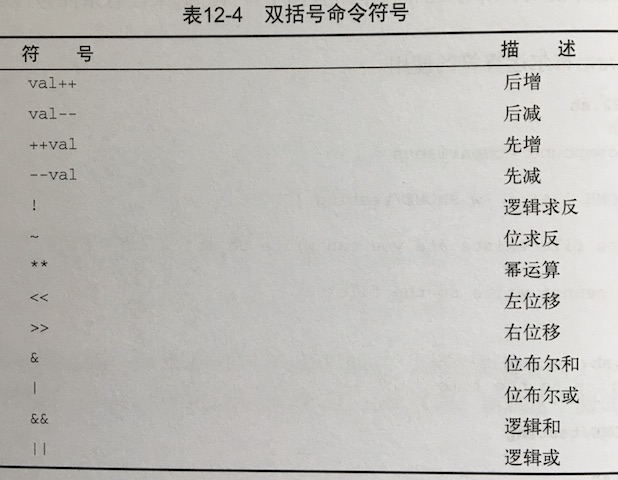 表12-4 双括号命令符号
符 号 描 述
val++ 后增
val-- 后减
++val 先增
--val 先减
! 逻辑求反
~ 位求反
** 幂运算
<< 左位移
>> 右位移
& 位布尔和
| 位布尔或
&& 逻辑和
|| 逻辑或